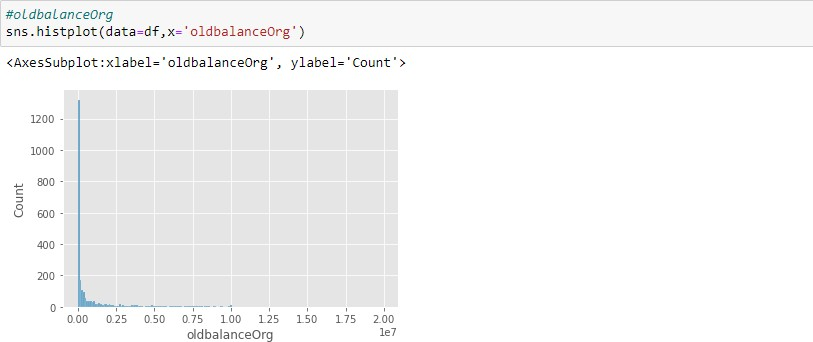 #oldbalanceOrg
sns.histplot(data=df,x='oldbalanceOrg')
<AxesSubplot:xlabel='oldbalanceOrg', ylabel='Count'>
1200
1000
800
600
400
200
0
Count
0.00 0.25 0.50 0.75 1.00 1.25 1.50 1.75 2.00
1e7
oldbalanceOrg